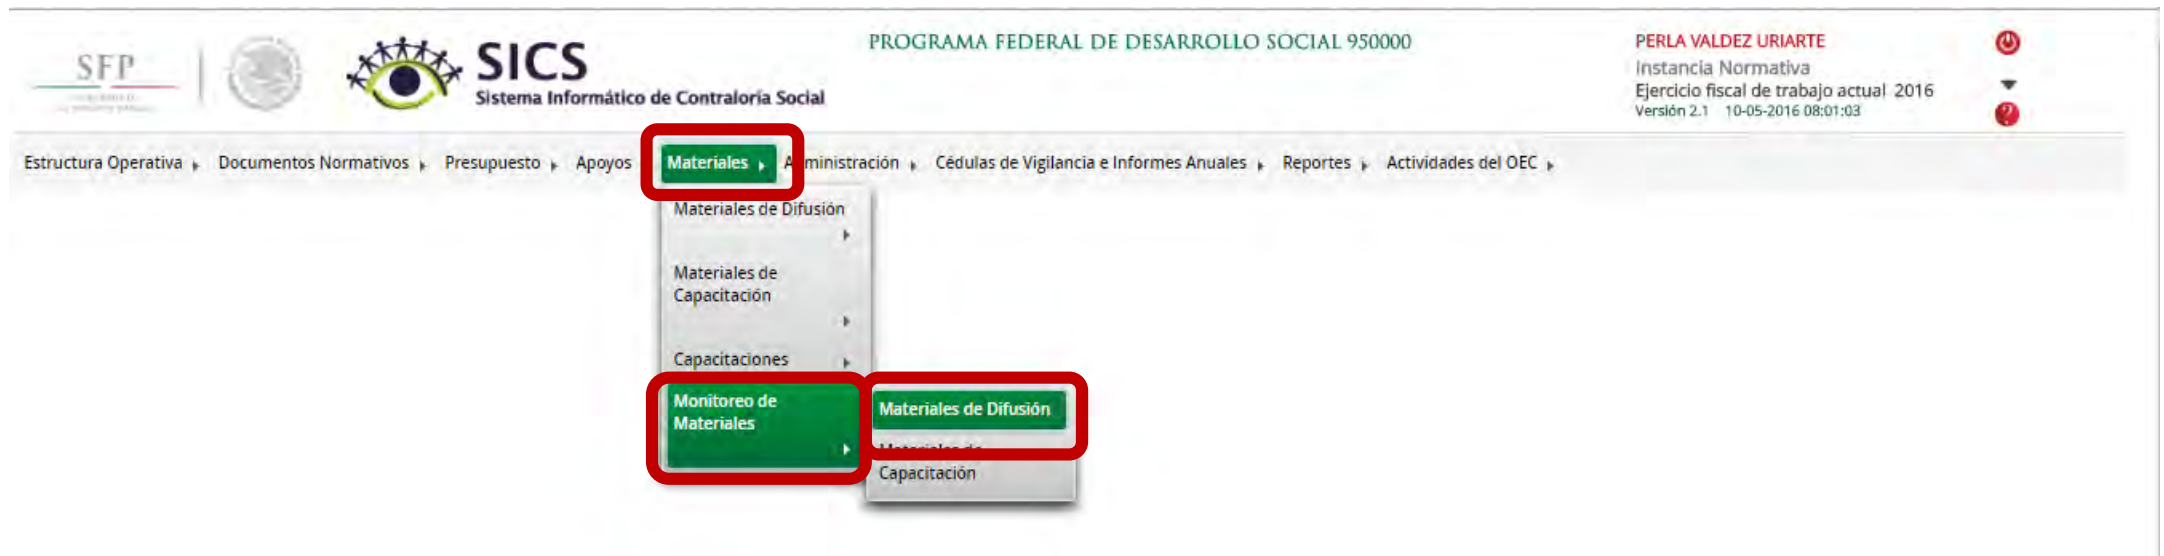 SFP
SICS
Sistema Informático de Contraloría Social
PROGRAMA FEDERAL DE DESARROLLO SOCIAL 950000
PERLA VALDEZ URIARTE
Instancia Normativa
Ejercicio fiscal de trabajo actual 2016
Versión 2.1 10-05-2016 08:01:03
Estructura Operativa Documentos Normativos Presupuesto Apoyos Materiales Administración Cédulas de Vigilancia e Informes Anuales Reportes Actividades del OEC
Materiales de Difusión
Materiales de
Capacitación
Capacitaciones
Monitoreo de
Materiales
Materiales de Difusión
Materiales de
Capacitación